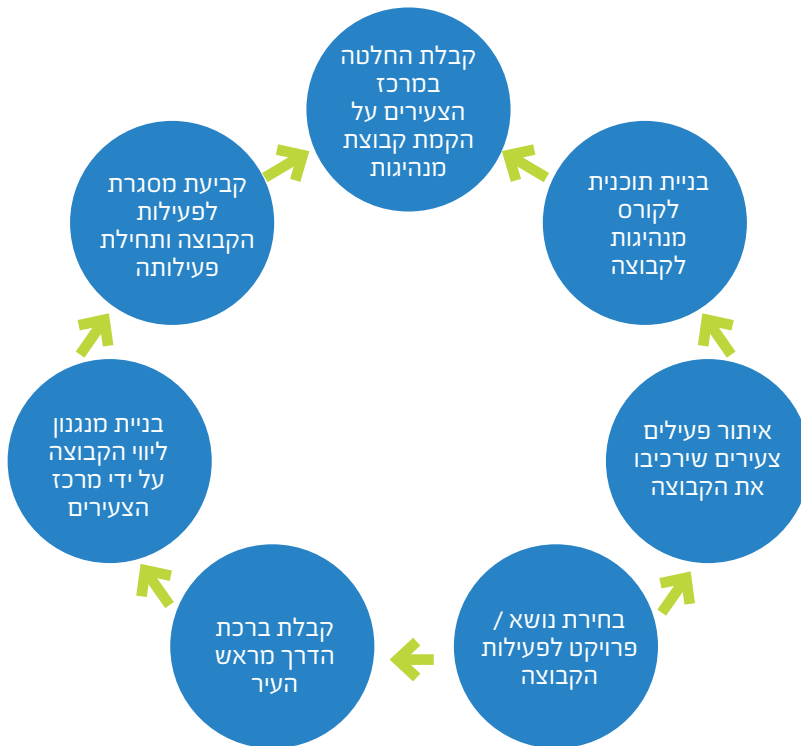 קבלת החלטה
במרכז
הצעירים על
הקמת קבוצת
מנהיגות
בניית תוכנית
לקורס
מנהיגות
לקבוצה
איתור פעילים
צעירים שירכיבו
את הקבוצה
בחירת נושא /
פרויקט לפעילות
הקבוצה
קבלת ברכת
הדרך מראש
העיר
בניית מנגנון
ליווי הקבוצה
על ידי מרכז
הצעירים
קביעת מסגרת
לפעילות
הקבוצה ותחילת
פעילותה